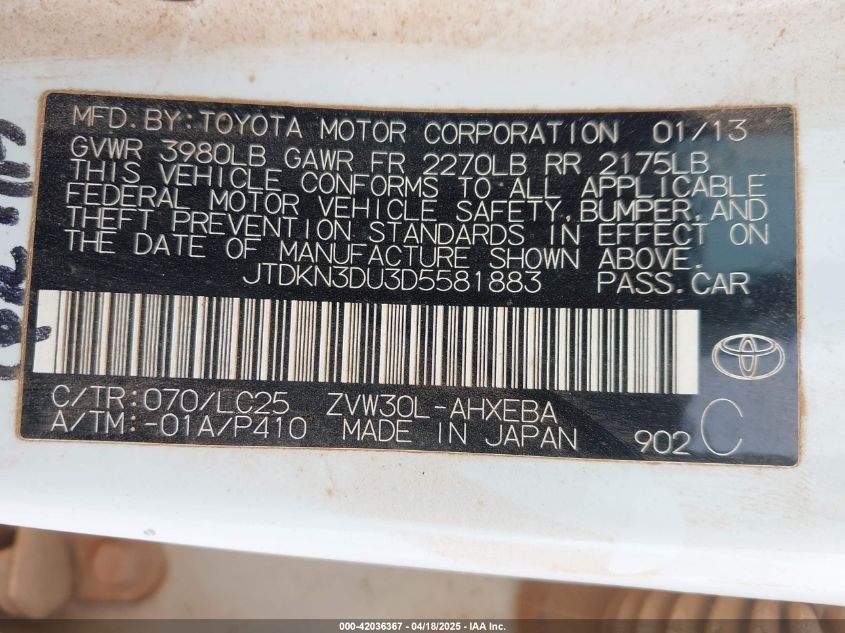 MFD. BY: TOYOTA MOTOR CORPORATION 01/13
GVWR 3980LB GAWR FR 2270LB RR 2175LB
THIS VEHICLE CONFORMS TO ALL APPLICABLE
FEDERAL MOTOR VEHICLE SAFETY, BUMPER, AND
THEFT PREVENTION STANDARDS IN EFFECT ON
THE DATE OF MANUFACTURE SHOWN ABOVE.
JTDKN3DU3D5581883 PASS. CAR
C/TR: 070/LC25 ZVW30L-AHXEBA
A/TM: -01A/P410 MADE IN JAPAN 902 C
000-42036367 - 04/18/2025 - IAA Inc.